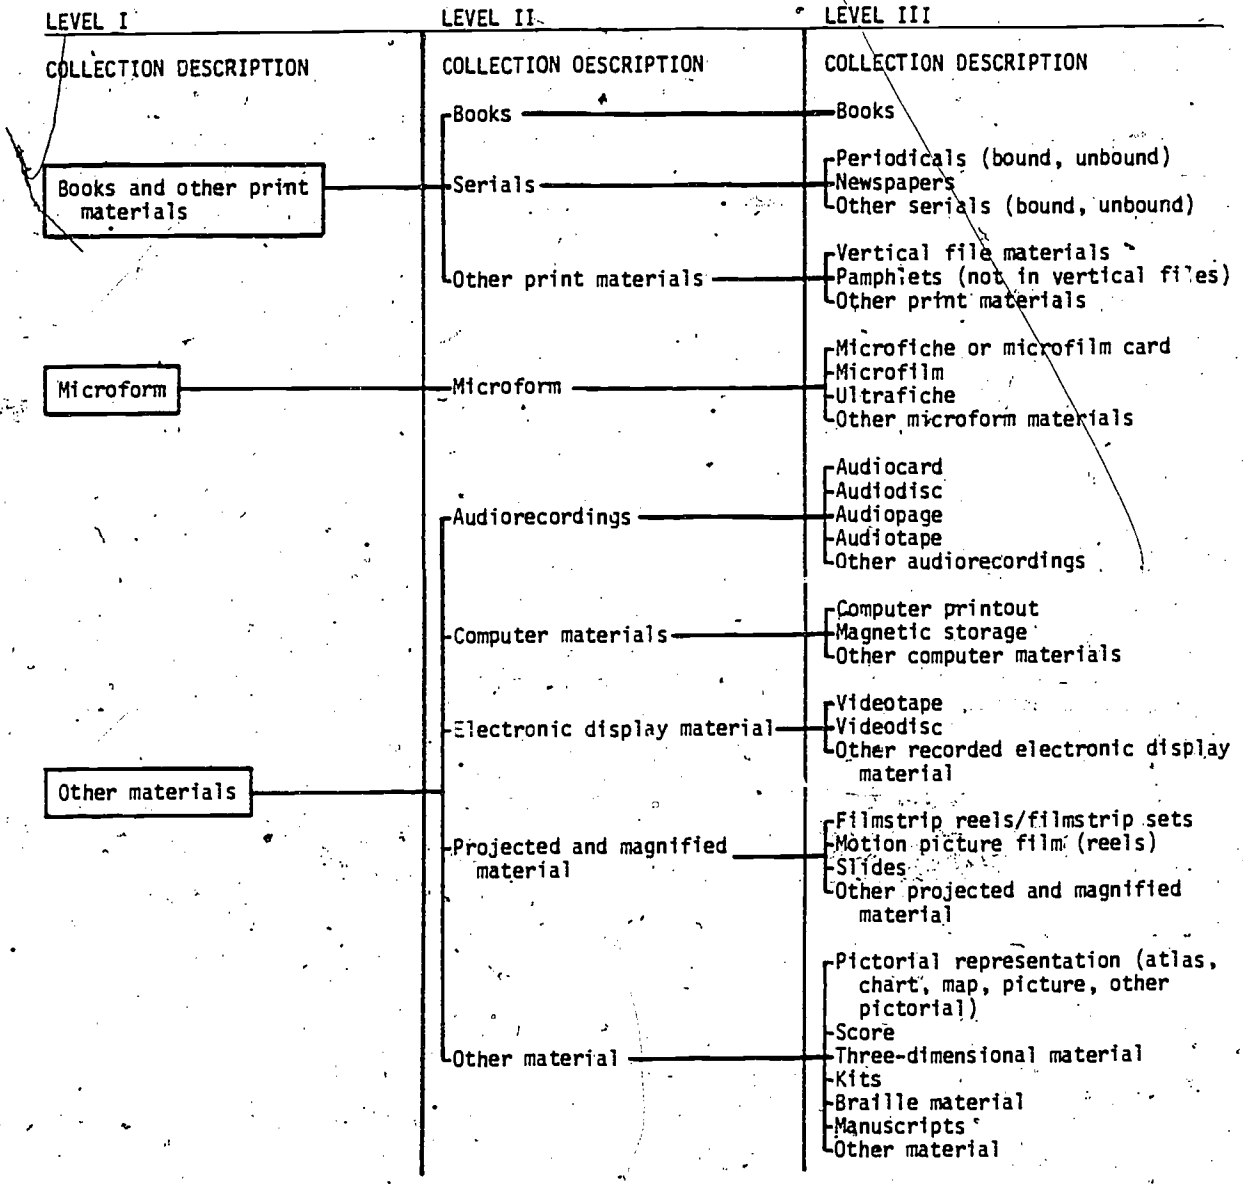 LEVEL I
COLLECTION DESCRIPTION
Books and other print
materials
Microform
Other materials
LEVEL II
COLLECTION OESCRIPTION
Books
Serials
Other print materials
Microform
Audiorecordings
Computer materials
Electronic display material
Projected and magnified
material
Other material
LEVEL III
COLLECTION DESCRIPTION
Books
Periodicals (bound, unbound)
Newspapers
Other serials (bound, unbound)
Vertical file materials
Pamphlets (not in vertical files)
Other print materials
Microfiche or microfilm card
Microfilm
Ultrafiche
Other microform materials
Audiocard
Audiodisc
Audiopage
Audiotape
Other audiorecordings
Computer printout
Magnetic storage
Other computer materials
Videotape
Videodisc
Other recorded electronic display
material
Filmstrip reels/filmstrip sets
Motion picture film (reels)
Slides
Other projected and magnified
material
Pictorial representation (atlas,
chart, map, picture, other
pictorial)
Score
Three-dimensional material
Kits
Braille material
Manuscripts
Other material